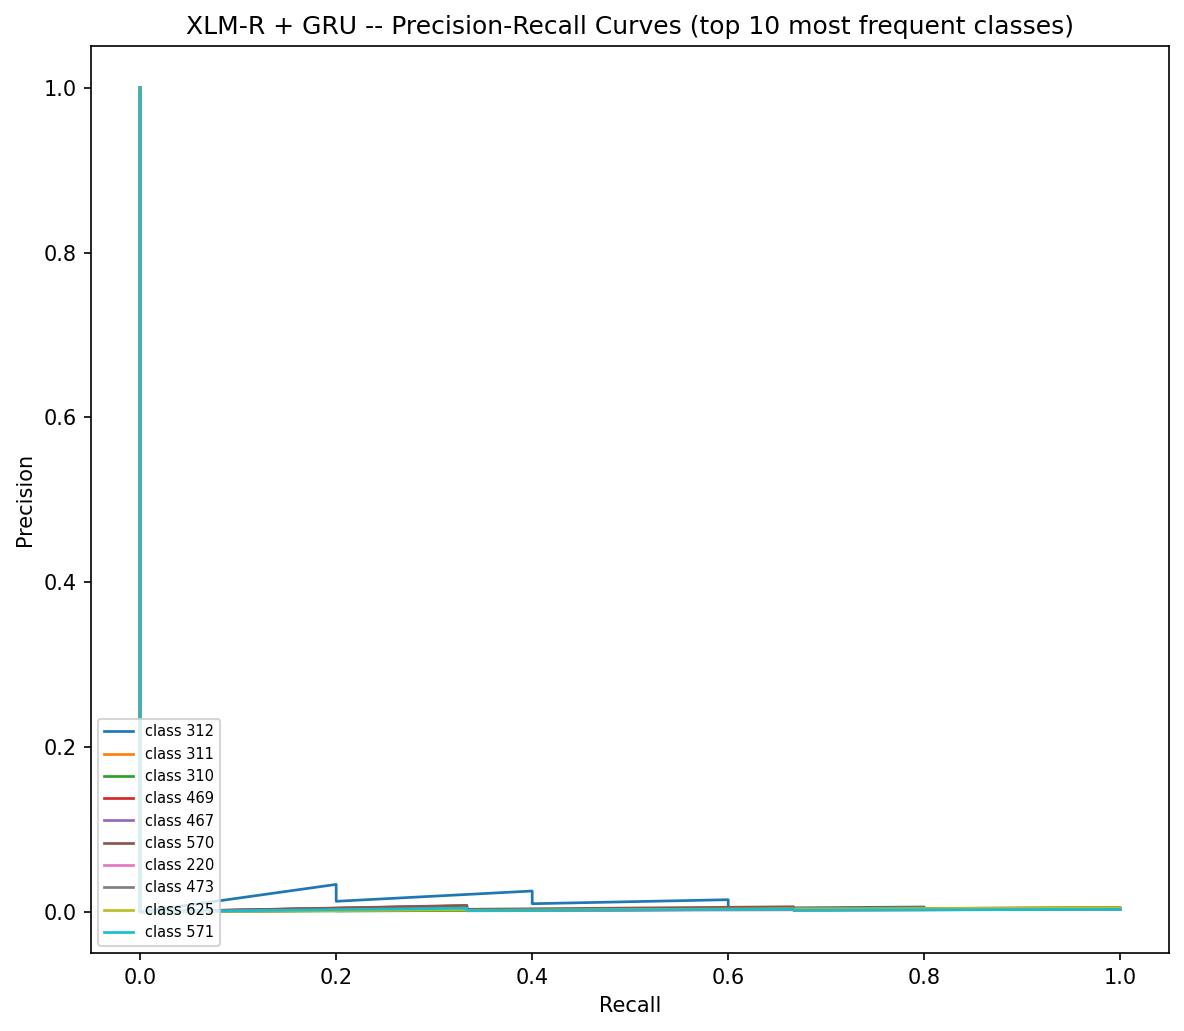 XLM-R + GRU -- Precision-Recall Curves (top 10 most frequent classes)
Precision
1.0
0.8
0.6
0.4
0.2
0.0
class 312
class 311
class 310
class 469
class 467
class 570
class 220
class 473
class 625
class 571
0.0 0.2 0.4 0.6 0.8 1.0
Recall